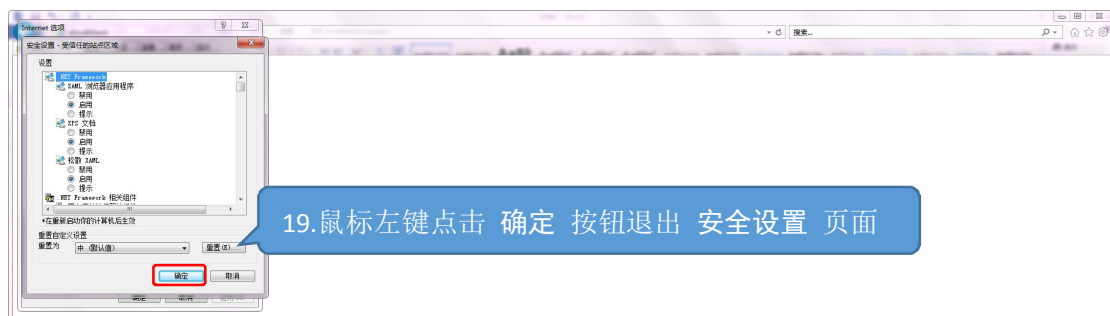 Internet 选项
搜索...
安全设置 - 受信任的站点区域
设置
.NET Framework
XAML 浏览器应用程序
禁用
启用
提示
XPS 文档
禁用
启用
提示
松散 XAML
禁用
启用
提示
.NET Framework 相关组件
*在重新启动你的计算机后生效
重置自定义设置
重置为
中 (默认值)
重置(E)...
确定
取消
19.鼠标左键点击 确定 按钮退出 安全设置 页面